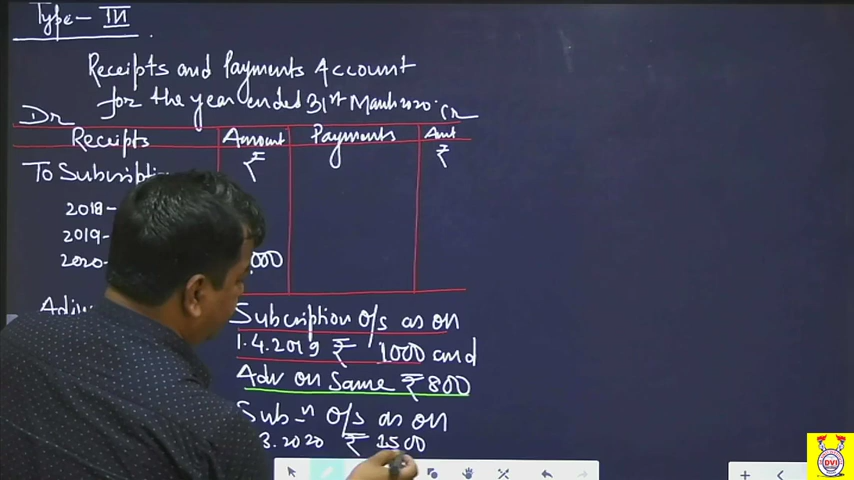 Type - III
Receipts and Payments Account
for the year ended 31st March 2020.
Dr Cr
Receipts Amount Payments Amt
₹ ₹
To Subscription
2018-
2019-
2020- 000
Subscription O/s as on
1.4.2019 ₹ 1000 and
Adv on Same ₹ 800
Sub-n O/s as on
3.2020 ₹ 1500
DVI